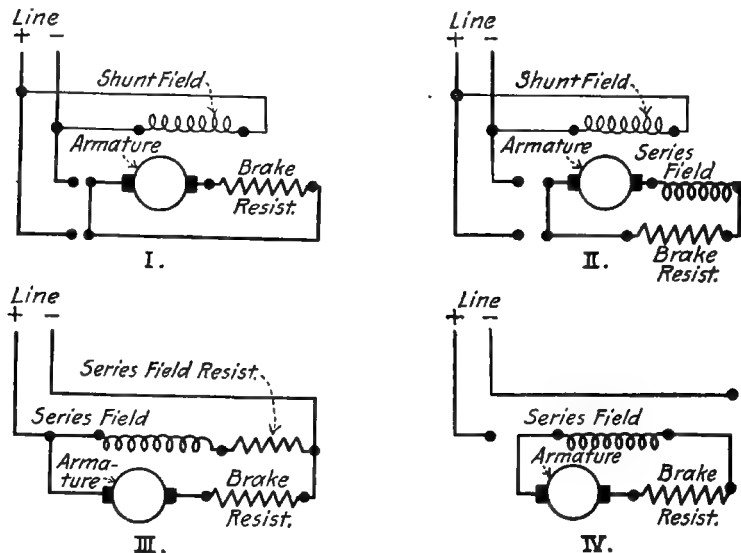 Line
+ -
Shunt Field
Armature
Brake
Resist.
I.
Line
+ -
Shunt Field
Armature
Series
Field
Brake
Resist.
II.
Line
+ -
Series Field Resist.
Series Field
Arma-
ture
Brake
Resist.
III.
Line
+ -
Series Field
Armature
Brake
Resist.
IV.